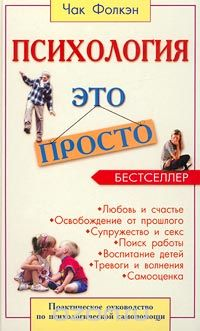 Чак Фолкэн
ПСИХОЛОГИЯ
ЭТО
ПРОСТО
БЕСТСЕЛЛЕР
•Любовь и счастье
•Освобождение от прошлого
•Супружество и секс
•Поиск работы
•Воспитание детей
•Тревоги и волнения
•Самооценка
Практическое руководство
по психологической самопомощи